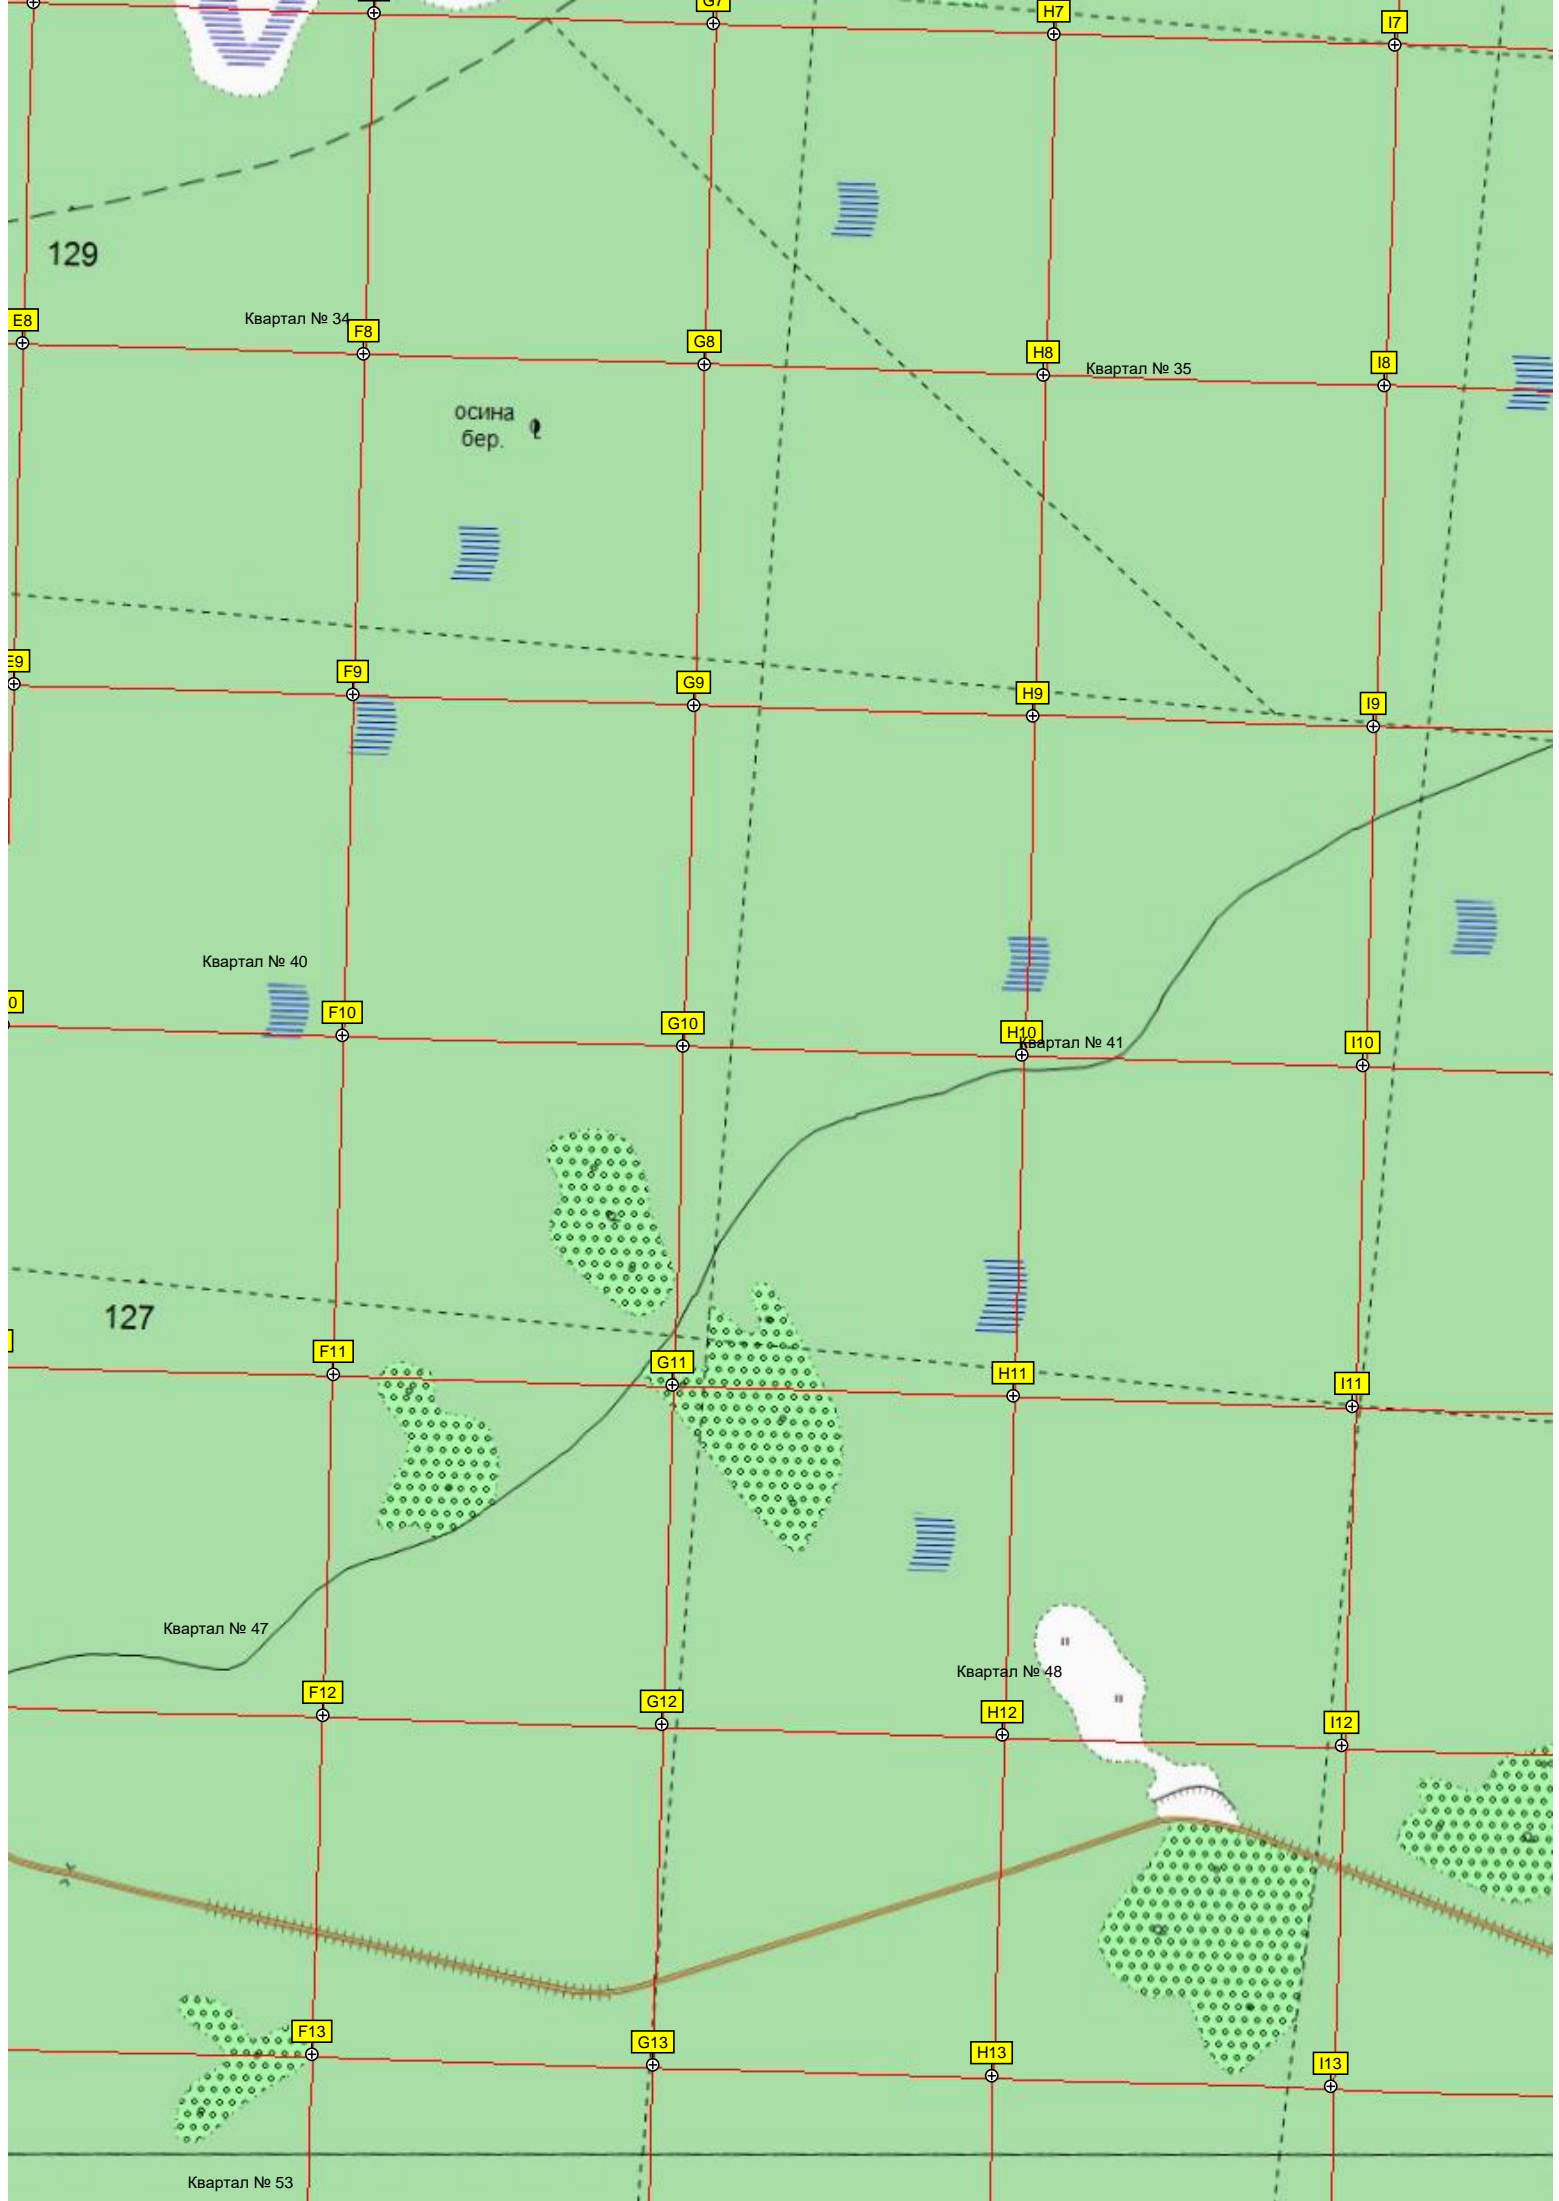 G7
H7
I7
129
E8
Квартал № 34
F8
G8
H8
Квартал № 35
I8
осина
бер.
E9
F9
G9
H9
I9
Квартал № 40
0
F10
G10
H10
Квартал № 41
I10
127
F11
G11
H11
I11
Квартал № 47
Квартал № 48
F12
G12
H12
I12
F13
G13
H13
I13
Квартал № 53